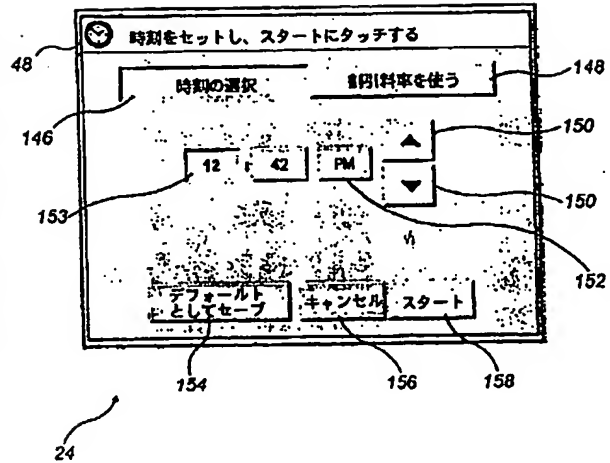 時刻をセットし、スタートにタッチする
48
時刻の選択
割引料率を使う
148
146
150
12
42
PM
153
150
152
デフォールト
としてセーブ
キャンセル
スタート
154
156
158
24